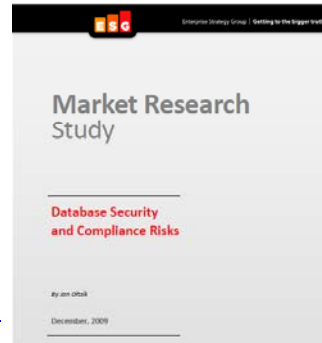 ESG
Enterprise Strategy Group | Getting to the bigger truth
Market Research
Study
Database Security
and Compliance Risks
By Jon Oltsik
December, 2009